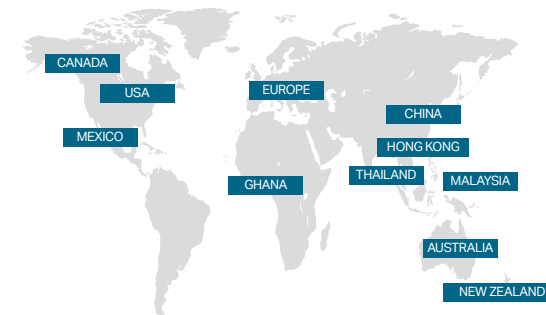 CANADA
USA
EUROPE
CHINA
MEXICO
HONG KONG
THAILAND
MALAYSIA
GHANA
AUSTRALIA
NEW ZEALAND